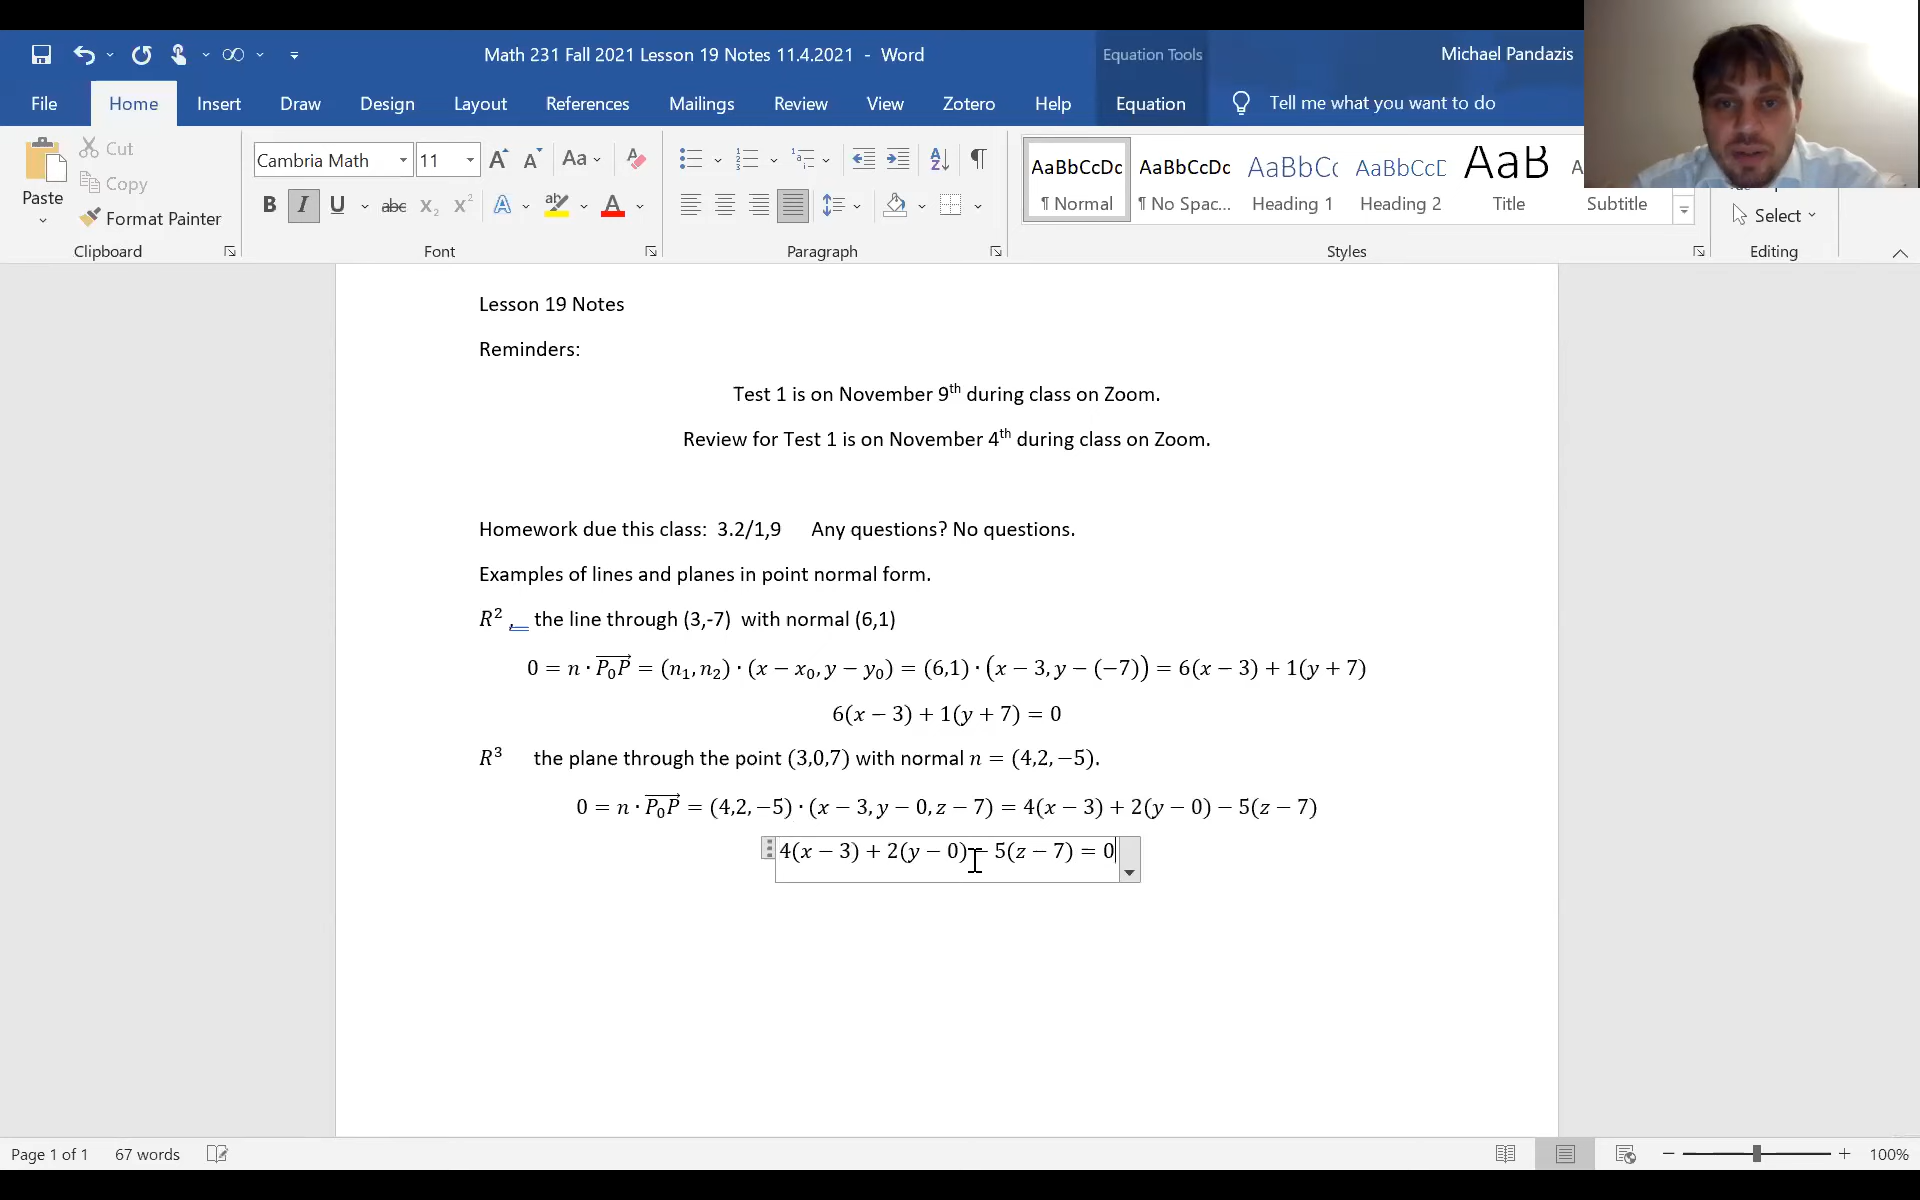 Math 231 Fall 2021 Lesson 19 Notes 11.4.2021 - Word
Equation Tools
Michael Pandazis
File Home Insert Draw Design Layout References Mailings Review View Zotero Help Equation Tell me what you want to do
Paste
Cut
Copy
Format Painter
Clipboard
Cambria Math 11
Aa
B I U abc x₂ x²
Font
Paragraph
AaBbCcDc AaBbCcDc AaBbCc AaBbCcD AaB
¶ Normal ¶ No Spac... Heading 1 Heading 2 Title Subtitle
Styles
Select
Editing
Lesson 19 Notes
Reminders:
Test 1 is on November 9th during class on Zoom.
Review for Test 1 is on November 4th during class on Zoom.
Homework due this class: 3.2/1,9 Any questions? No questions.
Examples of lines and planes in point normal form.
R² , the line through (3,-7) with normal (6,1)
0 = n · P₀P⃗ = (n₁, n₂) · (x − x₀, y − y₀) = (6,1) · (x − 3, y − (−7)) = 6(x − 3) + 1(y + 7)
6(x − 3) + 1(y + 7) = 0
R³ the plane through the point (3,0,7) with normal n = (4,2, −5).
0 = n · P₀P⃗ = (4,2, −5) · (x − 3, y − 0, z − 7) = 4(x − 3) + 2(y − 0) − 5(z − 7)
4(x − 3) + 2(y − 0) − 5(z − 7) = 0
Page 1 of 1 67 words
100%